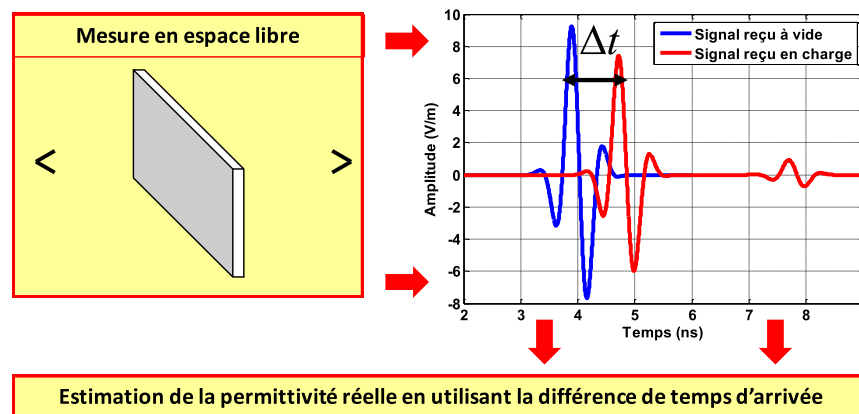 Mesure en espace libre
< >
10
8
6
4
2
0
-2
-4
-6
-8
Amplitude (V/m)
Δt
Signal reçu à vide
Signal reçu en charge
2 3 4 5 6 7 8
Temps (ns)
Estimation de la permittivité réelle en utilisant la différence de temps d’arrivée